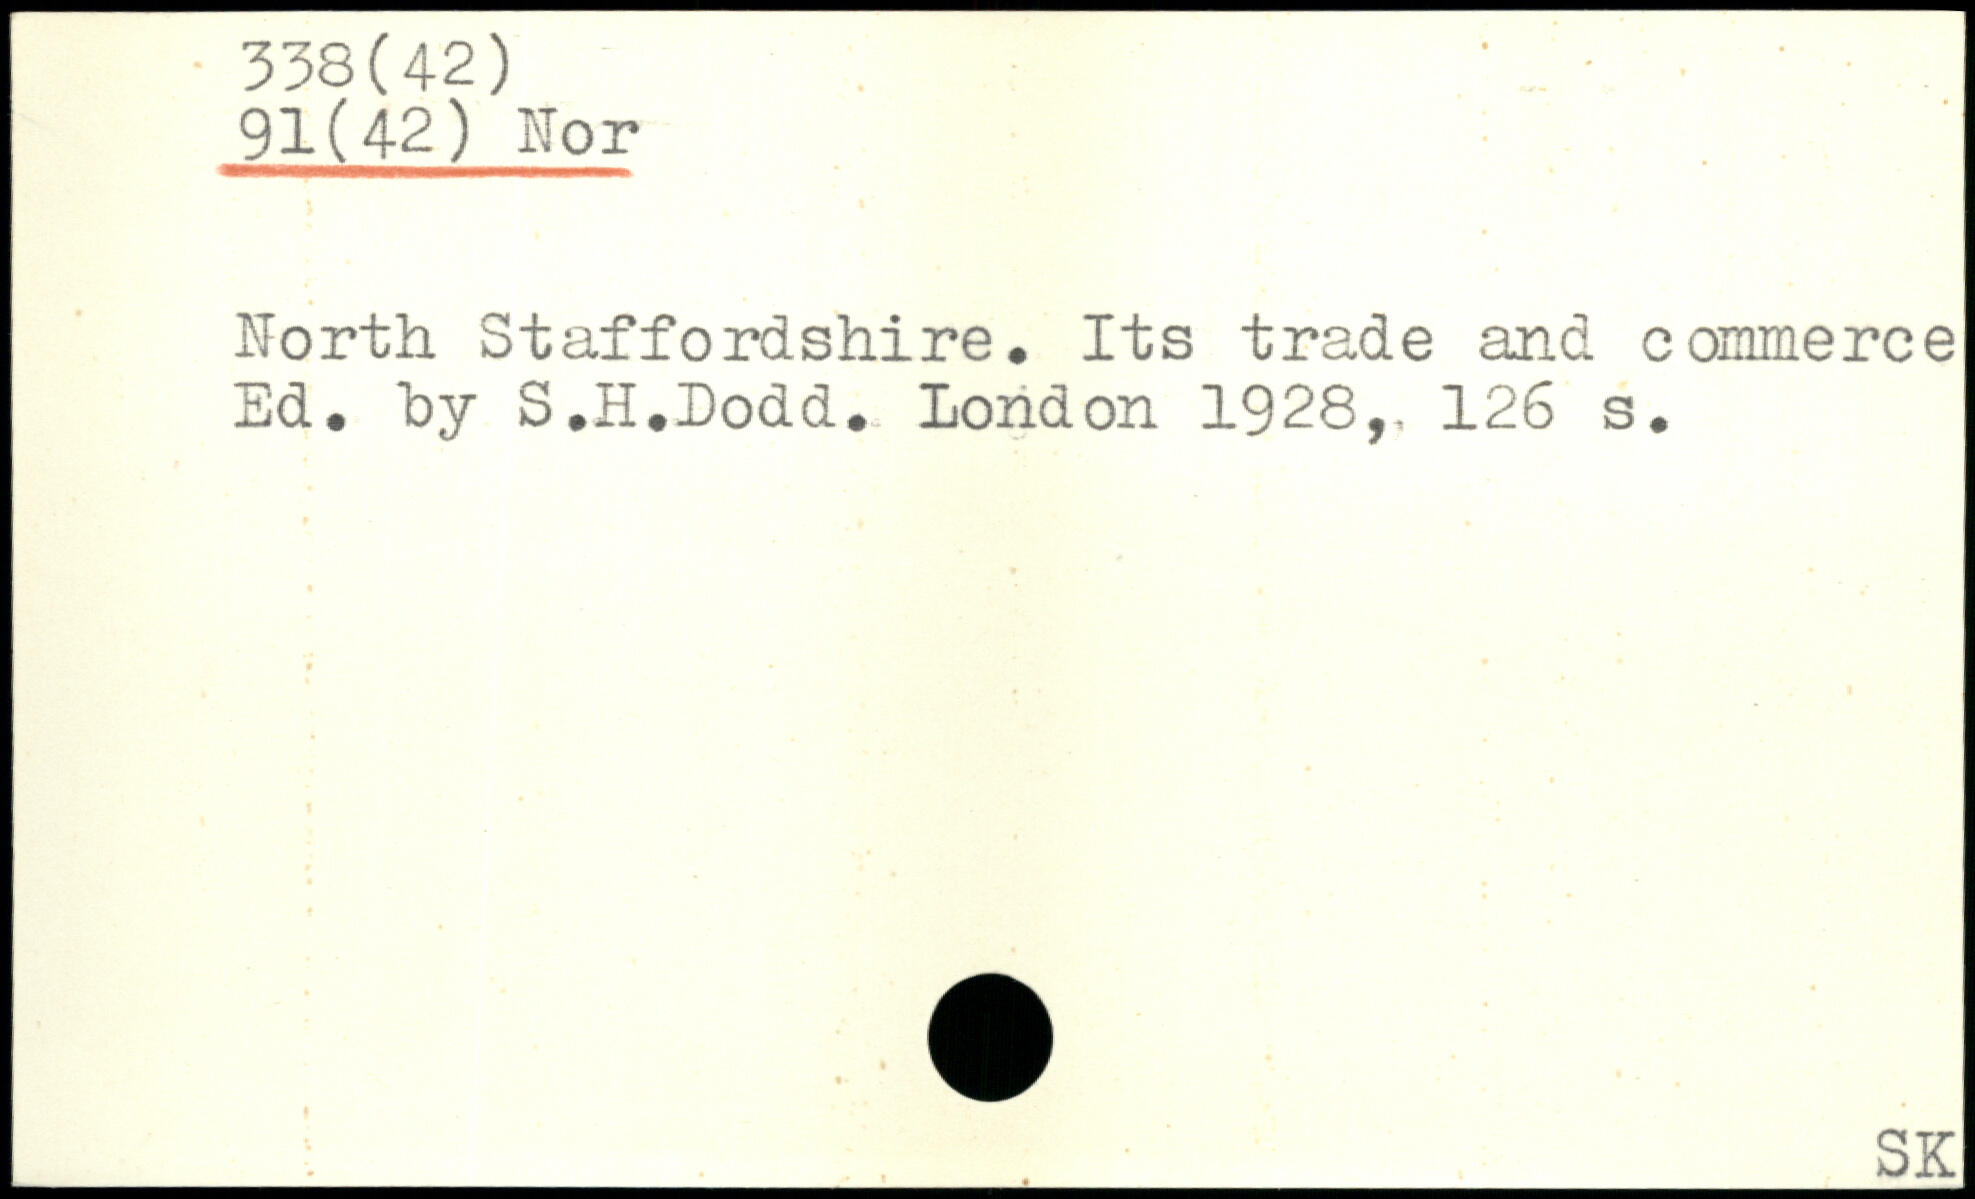 338(42)
91(42) Nor
North Staffordshire. Its trade and commerce
Ed. by S.H.Dodd. London 1928, 126 s.
SK